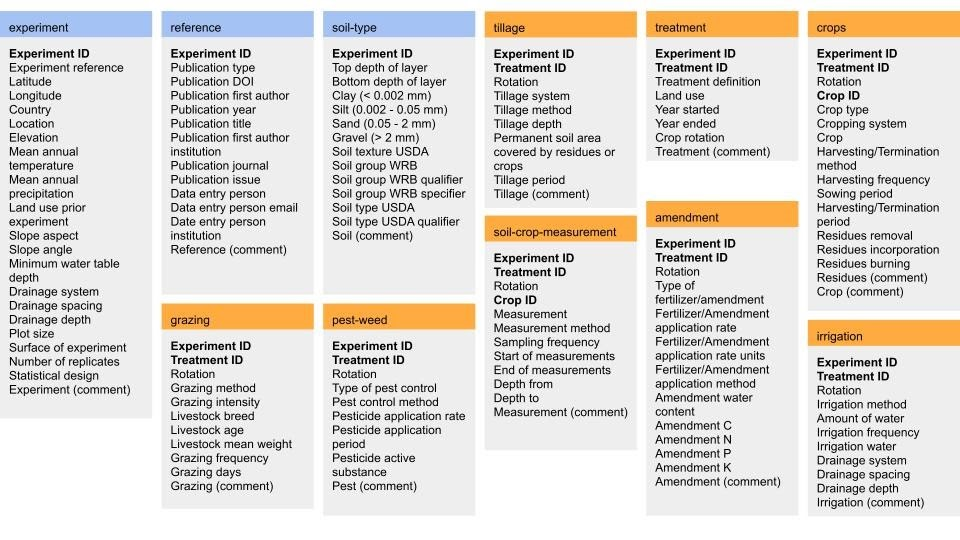 experiment
Experiment ID
Experiment reference
Latitude
Longitude
Country
Location
Elevation
Mean annual
temperature
Mean annual
precipitation
Land use prior
experiment
Slope aspect
Slope angle
Minimum water table
depth
Drainage system
Drainage spacing
Drainage depth
Plot size
Surface of experiment
Number of replicates
Statistical design
Experiment (comment)
reference
Experiment ID
Publication type
Publication DOI
Publication first author
Publication year
Publication title
Publication first author
institution
Publication journal
Publication issue
Data entry person
Data entry person email
Date entry person
institution
Reference (comment)
grazing
Experiment ID
Treatment ID
Rotation
Grazing method
Grazing intensity
Livestock breed
Livestock age
Livestock mean weight
Grazing frequency
Grazing days
Grazing (comment)
soil-type
Experiment ID
Top depth of layer
Bottom depth of layer
Clay (< 0.002 mm)
Silt (0.002 - 0.05 mm)
Sand (0.05 - 2 mm)
Gravel (> 2 mm)
Soil texture USDA
Soil group WRB
Soil group WRB qualifier
Soil group WRB specifier
Soil type USDA
Soil type USDA qualifier
Soil (comment)
pest-weed
Experiment ID
Treatment ID
Rotation
Type of pest control
Pest control method
Pesticide application rate
Pesticide application
period
Pesticide active
substance
Pest (comment)
tillage
Experiment ID
Treatment ID
Rotation
Tillage system
Tillage method
Tillage depth
Permanent soil area
covered by residues or
crops
Tillage period
Tillage (comment)
soil-crop-measurement
Experiment ID
Treatment ID
Rotation
Crop ID
Measurement
Measurement method
Sampling frequency
Start of measurements
End of measurements
Depth from
Depth to
Measurement (comment)
treatment
Experiment ID
Treatment ID
Treatment definition
Land use
Year started
Year ended
Crop rotation
Treatment (comment)
amendment
Experiment ID
Treatment ID
Rotation
Type of
fertilizer/amendment
Fertilizer/Amendment
application rate
Fertilizer/Amendment
application rate units
Fertilizer/Amendment
application method
Amendment water
content
Amendment C
Amendment N
Amendment P
Amendment K
Amendment (comment)
crops
Experiment ID
Treatment ID
Rotation
Crop ID
Crop type
Cropping system
Crop
Harvesting/Termination
method
Harvesting frequency
Sowing period
Harvesting/Termination
period
Residues removal
Residues incorporation
Residues burning
Residues (comment)
Crop (comment)
irrigation
Experiment ID
Treatment ID
Rotation
Irrigation method
Amount of water
Irrigation frequency
Irrigation water
Drainage system
Drainage spacing
Drainage depth
Irrigation (comment)